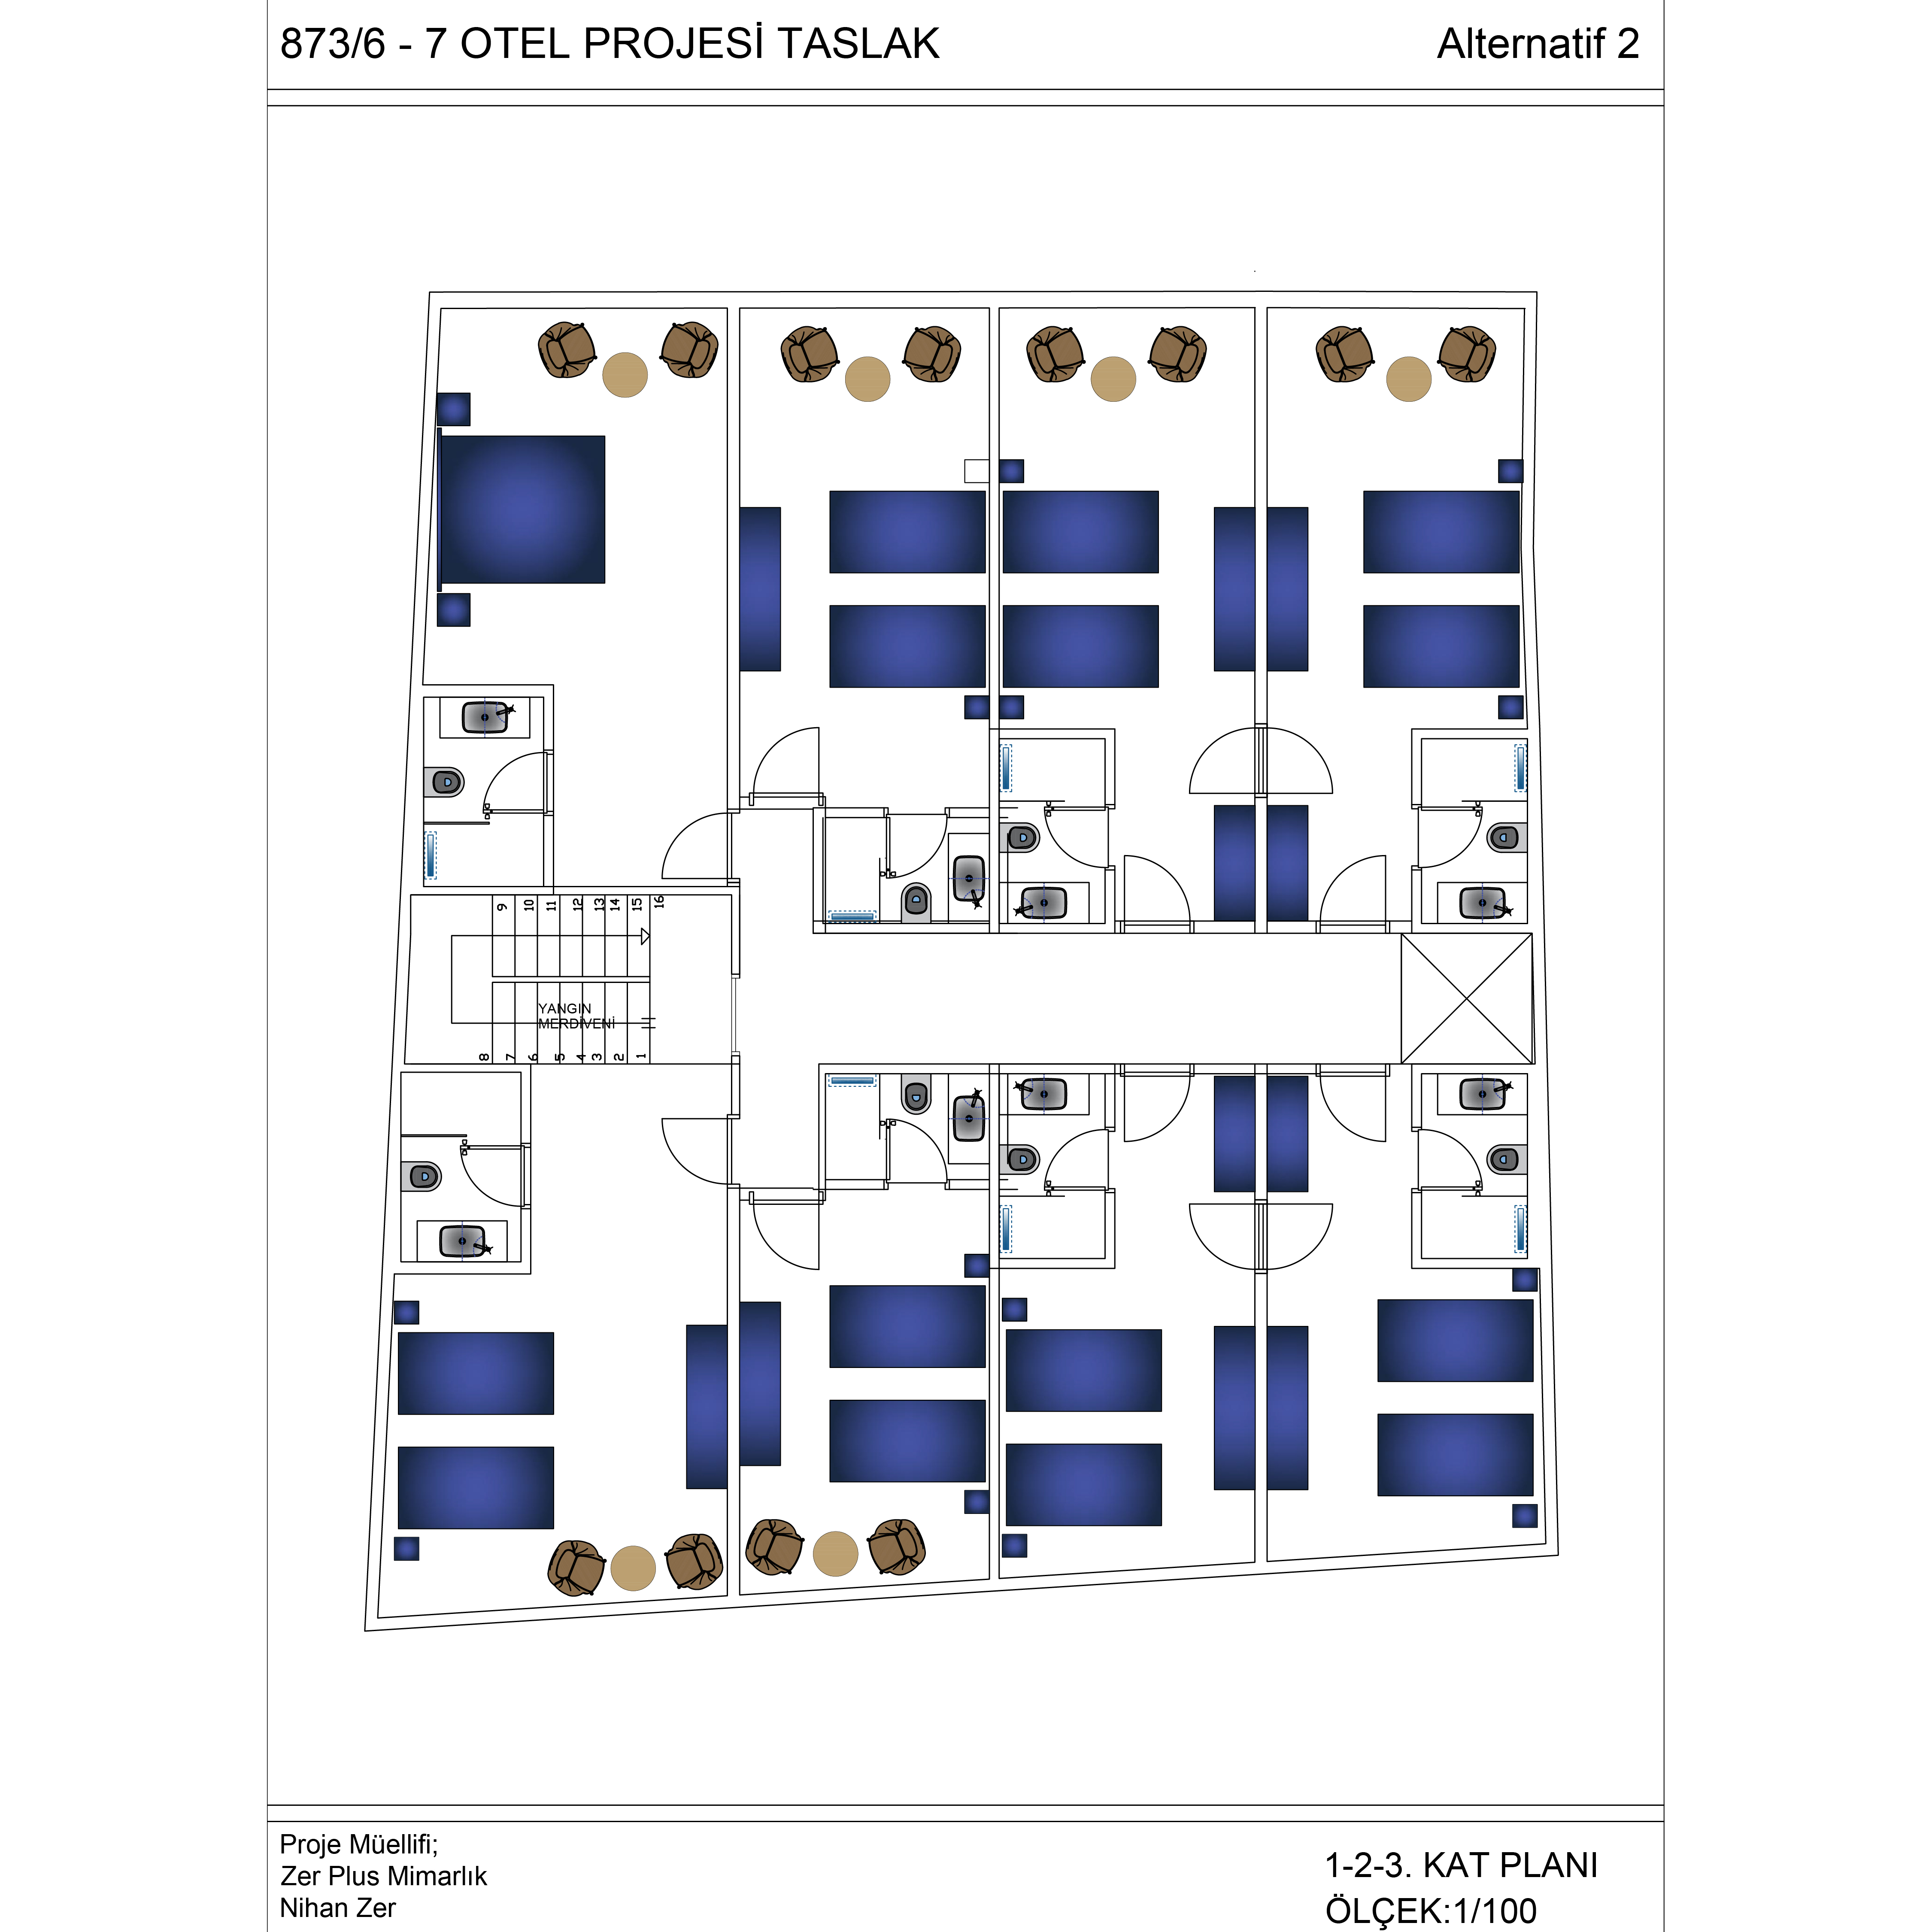 873/6 - 7 OTEL PROJESİ TASLAK
Alternatif 2
9 10 11 12 13 14 15 16
YANGIN
MERDİVENİ
8 7 6 5 4 3 2 1
Proje Müellifi;
Zer Plus Mimarlık
Nihan Zer
1-2-3. KAT PLANI
ÖLÇEK:1/100